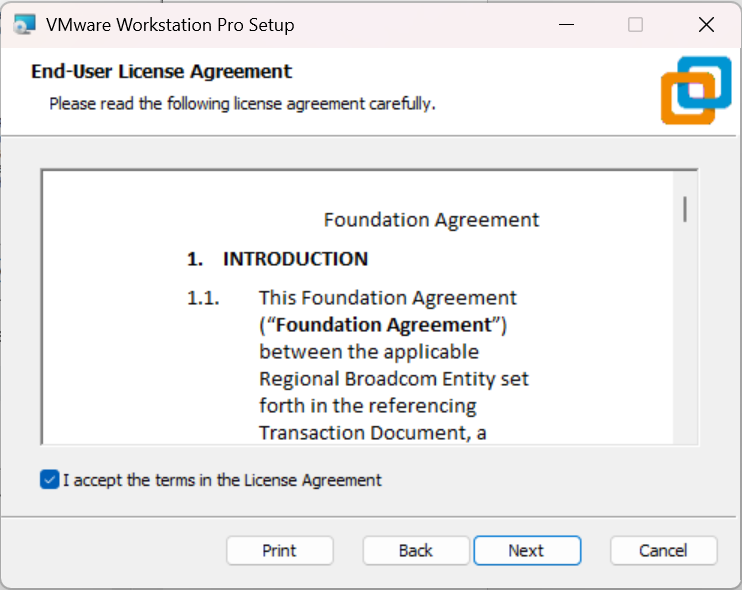 VMware Workstation Pro Setup
End-User License Agreement
Please read the following license agreement carefully.
Foundation Agreement
1. INTRODUCTION
1.1. This Foundation Agreement
(“Foundation Agreement”)
between the applicable
Regional Broadcom Entity set
forth in the referencing
Transaction Document, a
I accept the terms in the License Agreement
Print Back Next Cancel